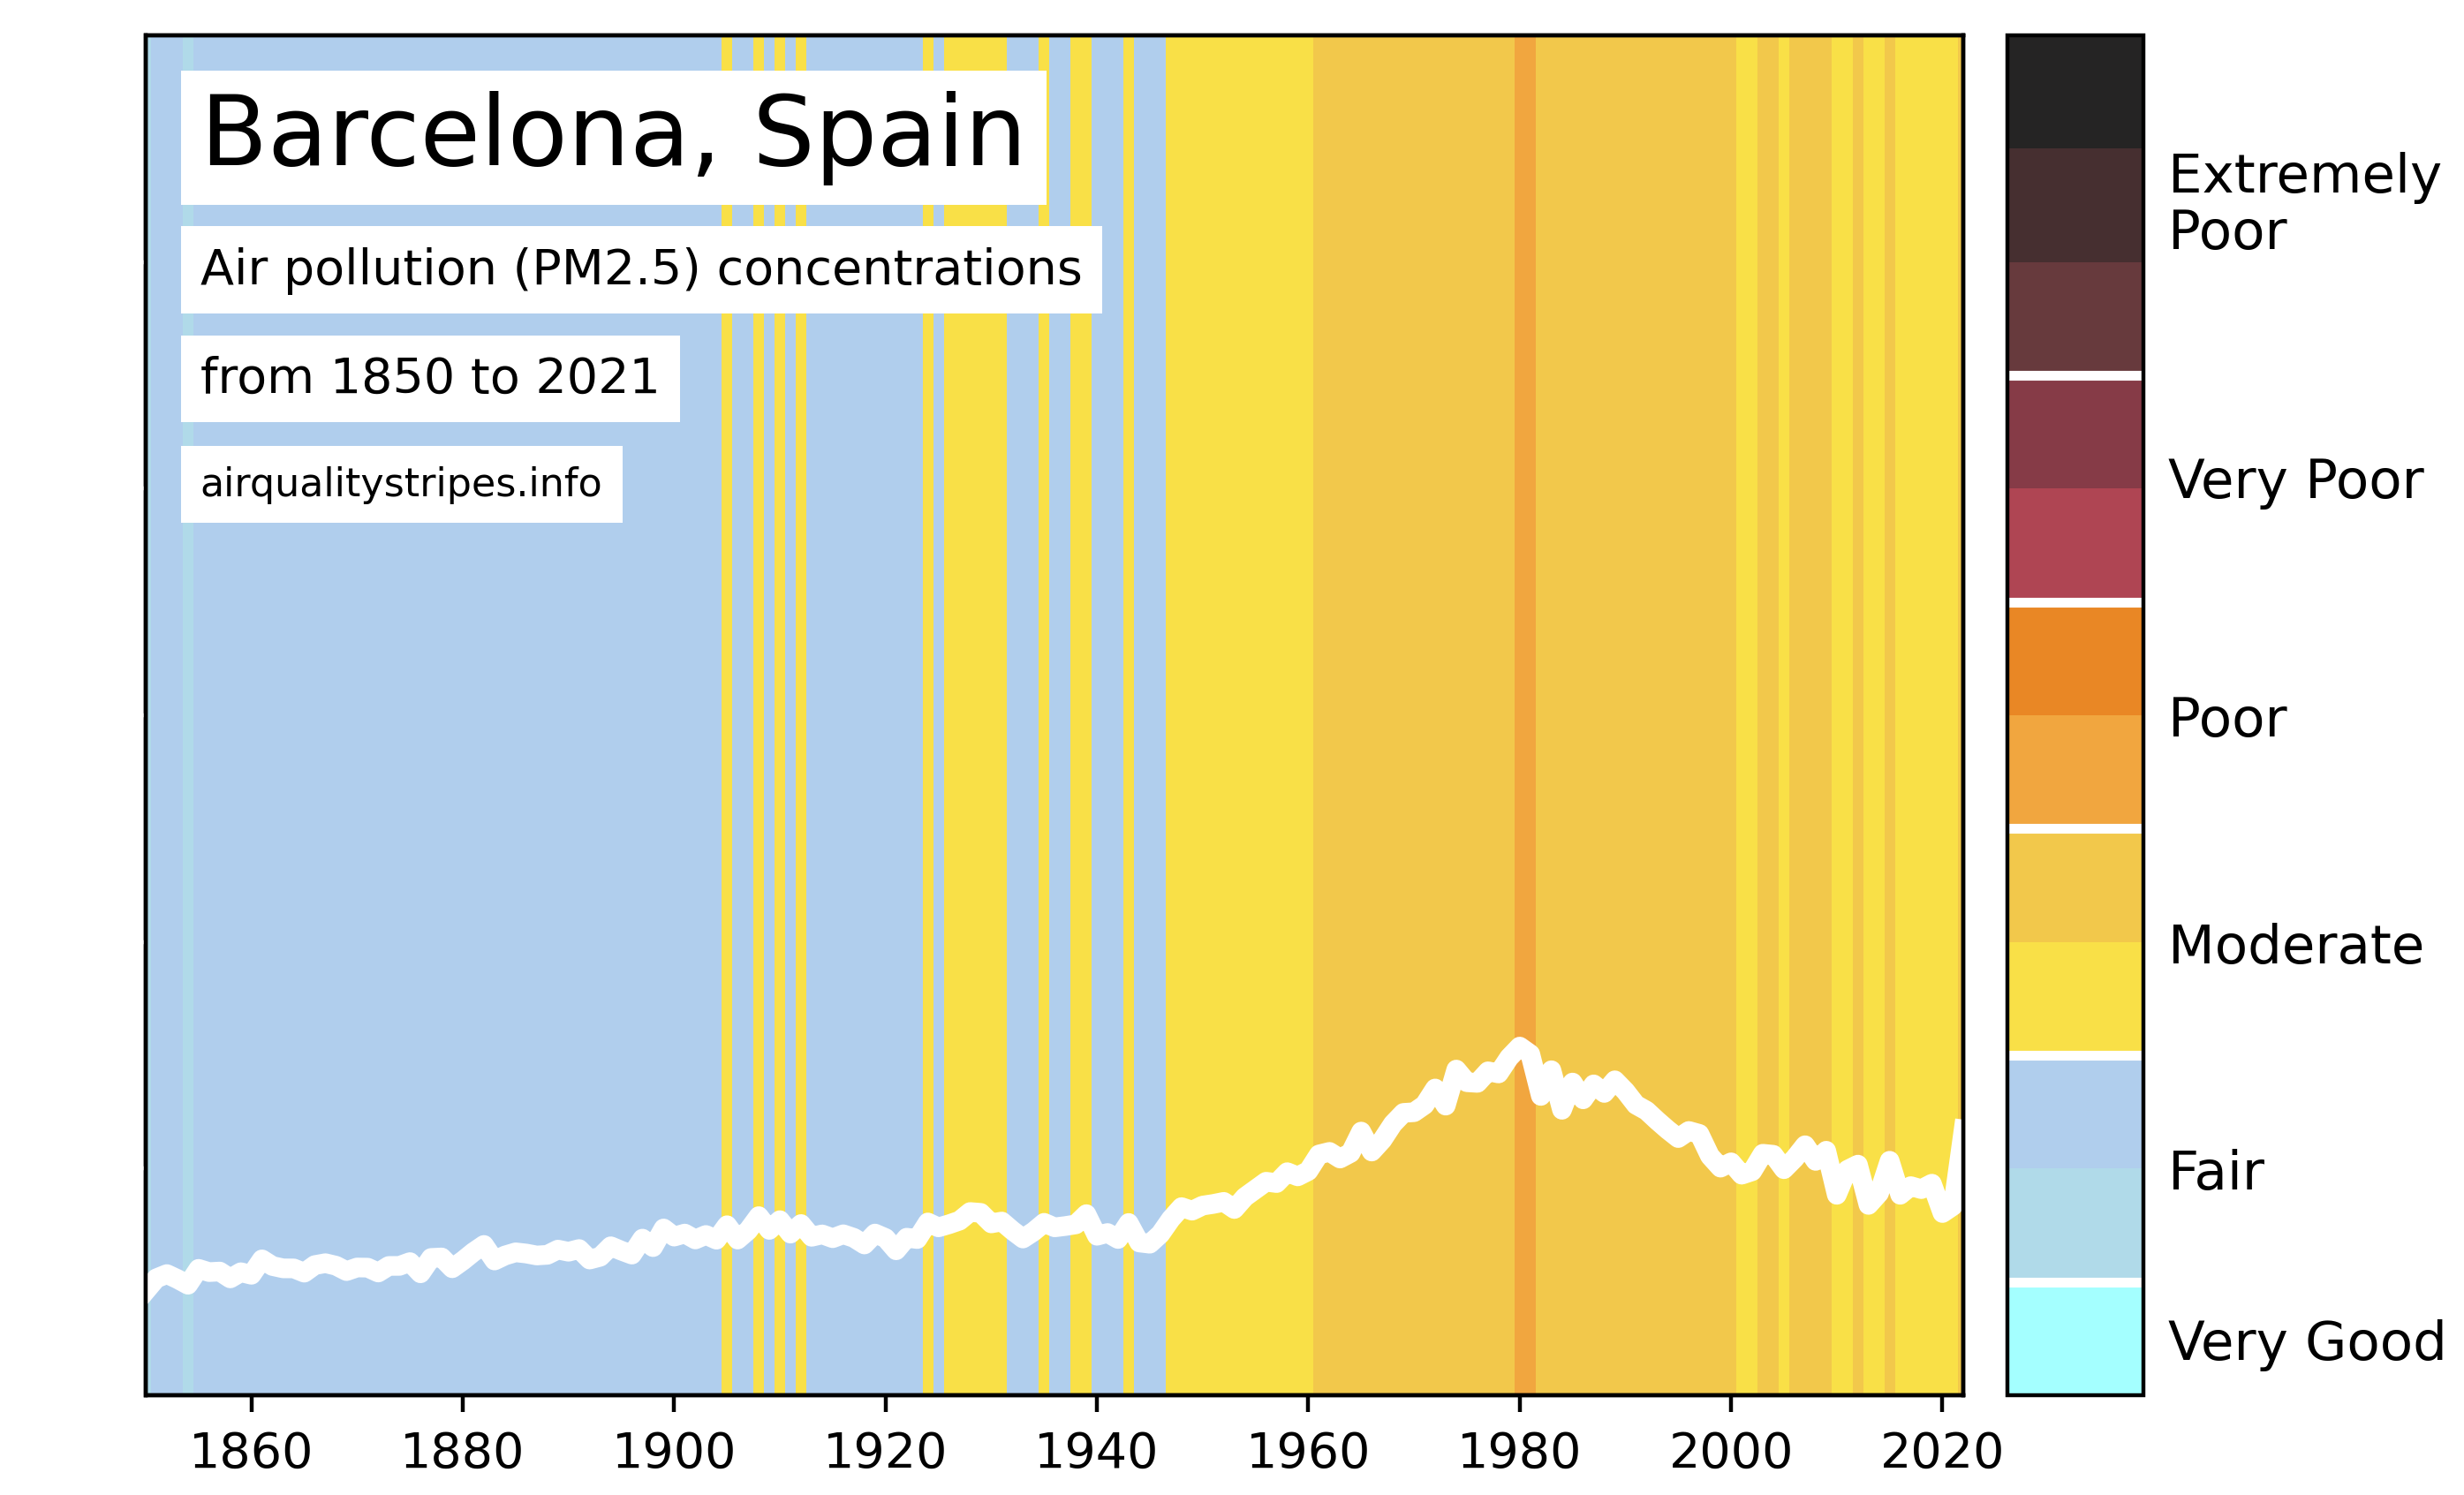 Barcelona, Spain
Air pollution (PM2.5) concentrations
from 1850 to 2021
airqualitystripes.info
Extremely
Poor
Very Poor
Poor
Moderate
Fair
Very Good
1860 1880 1900 1920 1940 1960 1980 2000 2020